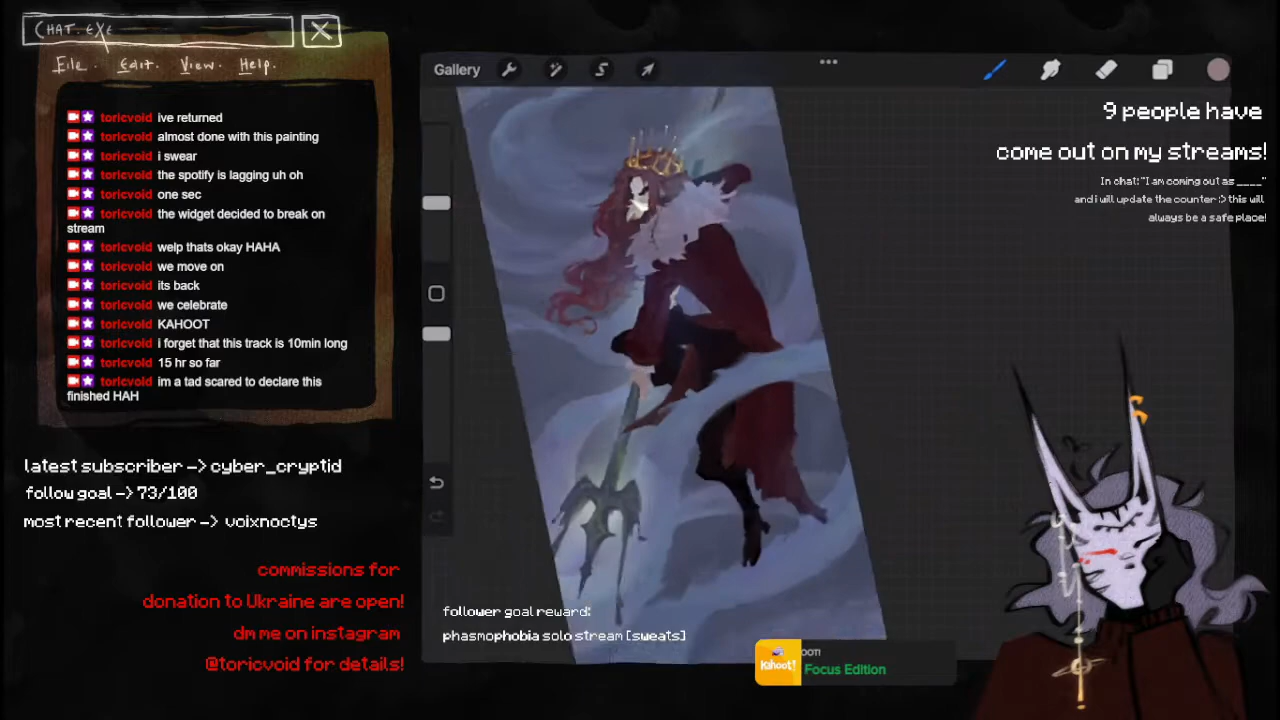 CHAT.EXE
File. Edit. View. Help.
toricvoid ive returned
toricvoid almost done with this painting
toricvoid i swear
toricvoid the spotify is lagging uh oh
toricvoid one sec
toricvoid the widget decided to break on
stream
toricvoid welp thats okay HAHA
toricvoid we move on
toricvoid its back
toricvoid we celebrate
toricvoid KAHOOT
toricvoid i forget that this track is 10min long
toricvoid 15 hr so far
toricvoid im a tad scared to declare this
finished HAH
latest subscriber -> cyber_cryptid
follow goal -> 73/100
most recent follower -> voixnoctys
commissions for
donation to Ukraine are open!
dm me on instagram
@toricvoid for details!
Gallery
9 people have
come out on my streams!
In chat: "I am coming out as ____"
and i will update the counter :> this will
always be a safe place!
follower goal reward:
phasmophobia solo stream [sweats]
Kahoot!
OOT!
Focus Edition